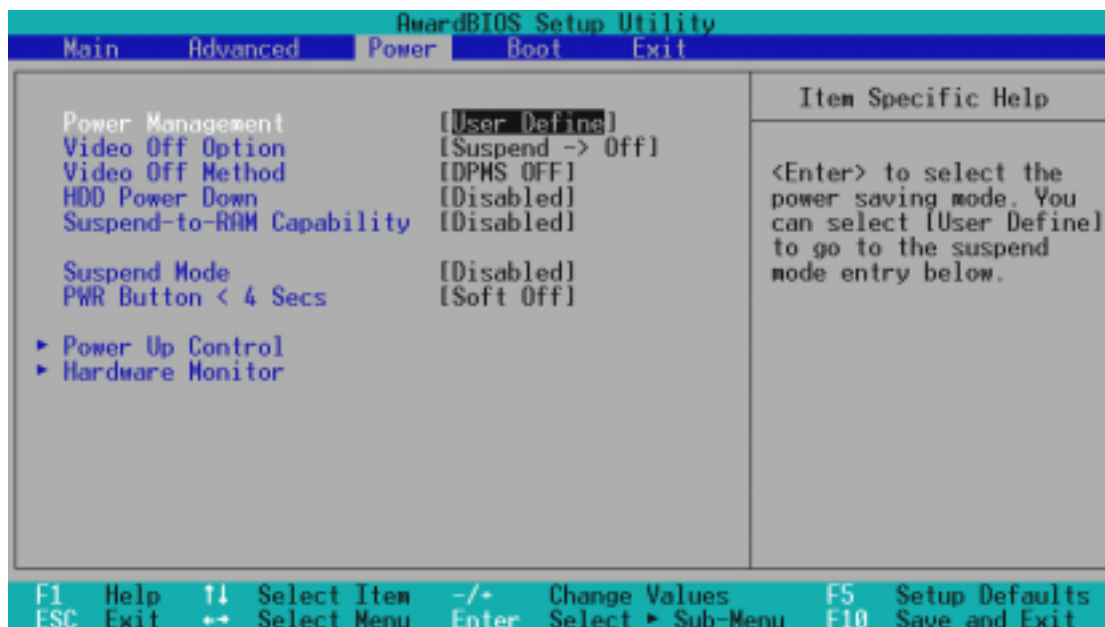 AwardBIOS Setup Utility
Main Advanced Power Boot Exit
Power Management [User Define]
Video Off Option [Suspend -> Off]
Video Off Method [DPMS OFF]
HDD Power Down [Disabled]
Suspend-to-RAM Capability [Disabled]
Suspend Mode [Disabled]
PWR Button < 4 Secs [Soft Off]
► Power Up Control
► Hardware Monitor
Item Specific Help
<Enter> to select the
power saving mode. You
can select [User Define]
to go to the suspend
mode entry below.
F1 Help ↑↓ Select Item -/+ Change Values F5 Setup Defaults
ESC Exit ←→ Select Menu Enter Select ► Sub-Menu F10 Save and Exit